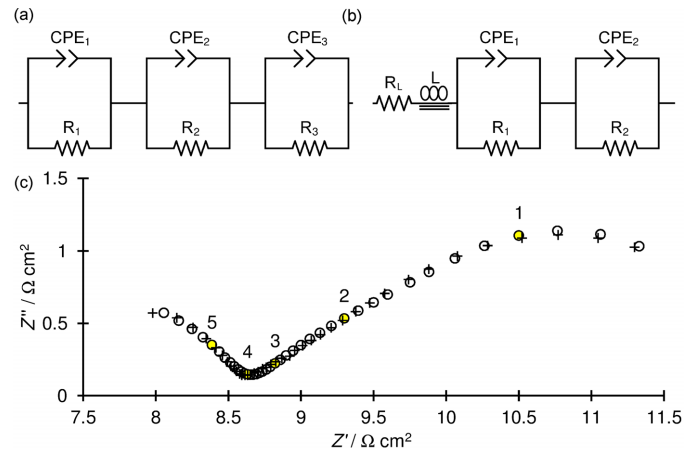 (a)
CPE₁ CPE₂ CPE₃
R₁ R₂ R₃
(b)
CPE₁ CPE₂
R_L L
R₁ R₂
(c)
1.5
1
0.5
0
1
2
3
4
5
7.5 8 8.5 9 9.5 10 10.5 11 11.5
Z" / Ω cm²
Z' / Ω cm²